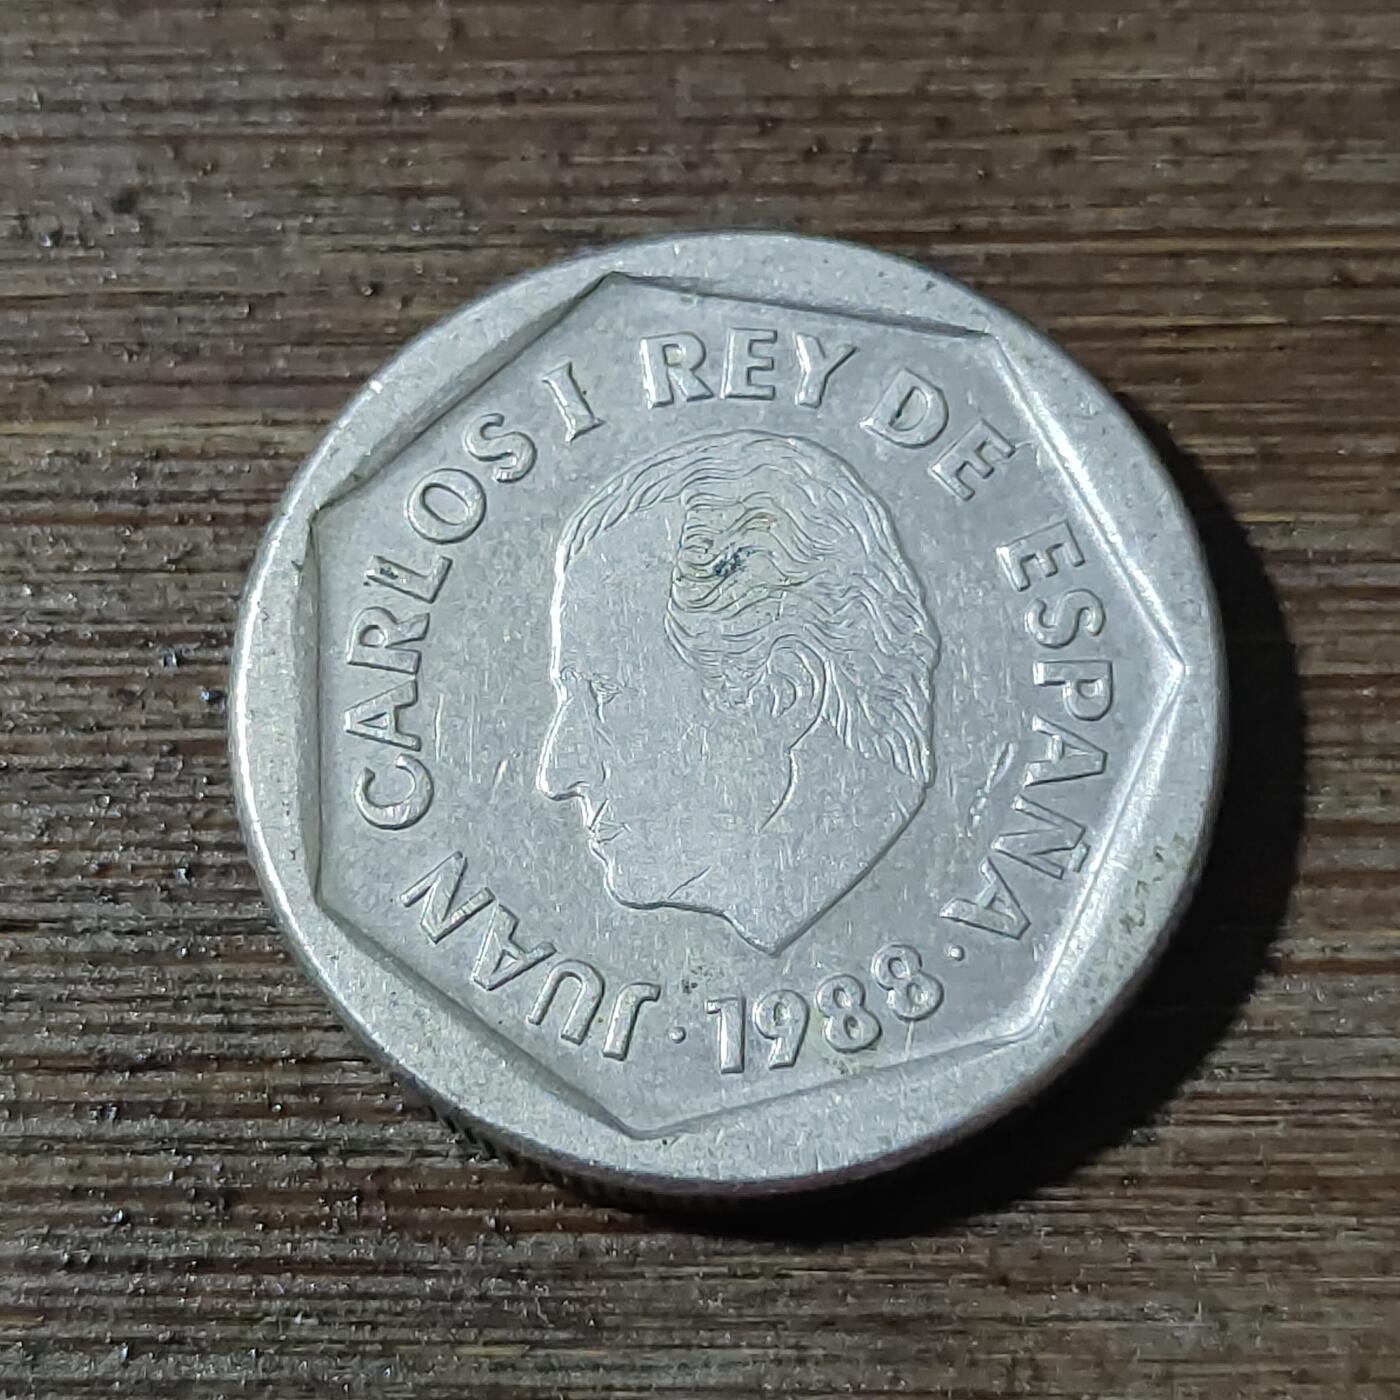 JUAN CARLOS I REY DE ESPAÑA · 1988 ·